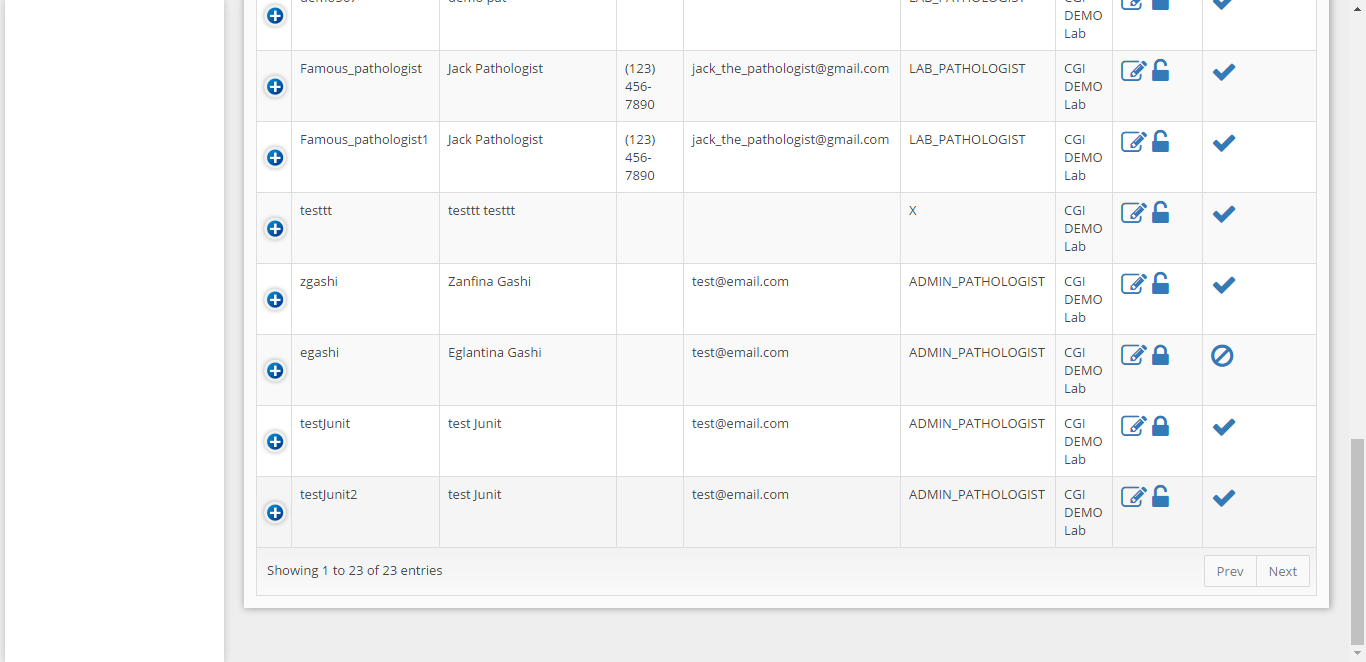 CGI
DEMO
Lab
Famous_pathologist Jack Pathologist (123) 456-7890 jack_the_pathologist@gmail.com LAB_PATHOLOGIST CGI DEMO Lab
Famous_pathologist1 Jack Pathologist (123) 456-7890 jack_the_pathologist@gmail.com LAB_PATHOLOGIST CGI DEMO Lab
testtt testtt testtt X CGI DEMO Lab
zgashi Zanfina Gashi test@email.com ADMIN_PATHOLOGIST CGI DEMO Lab
egashi Eglantina Gashi test@email.com ADMIN_PATHOLOGIST CGI DEMO Lab
testJunit test Junit test@email.com ADMIN_PATHOLOGIST CGI DEMO Lab
testJunit2 test Junit test@email.com ADMIN_PATHOLOGIST CGI DEMO Lab
Showing 1 to 23 of 23 entries
Prev Next